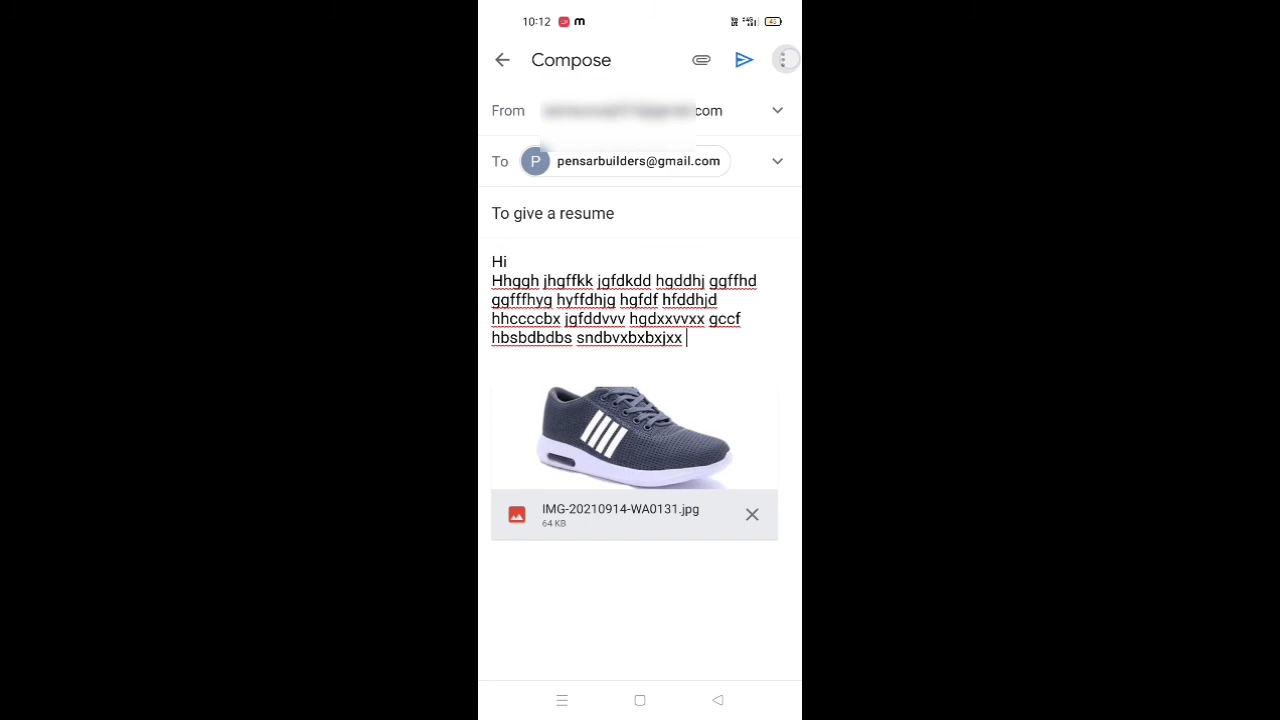 10:12 m 45
Compose
From com
To P pensarbuilders@gmail.com
To give a resume
Hi
Hhggh jhgffkk jgfdkdd hgddhj ggffhd
ggfffhyg hyffdhjg hgfdf hfddhjd
hhccccbx jgfddvvv hgdxxvvxx gccf
hbsbdbdbs sndbvxbxbxjxx
IMG-20210914-WA0131.jpg
64 KB